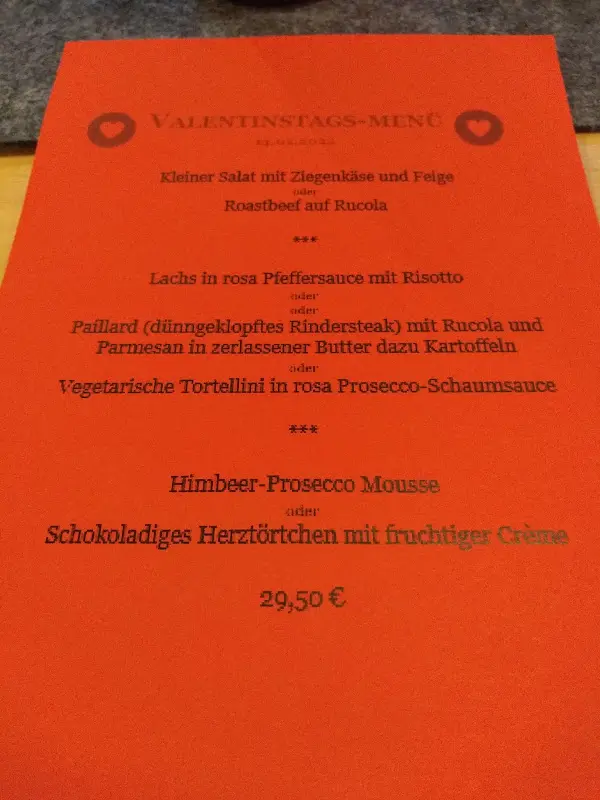 VALENTINSTAGS-MENÜ
Kleiner Salat mit Ziegenkäse und Feige
oder
Roastbeef auf Rucola
***
Lachs in rosa Pfeffersauce mit Risotto
oder
oder
Paillard (dünngeklopftes Rindersteak) mit Rucola und
Parmesan in zerlassener Butter dazu Kartoffeln
oder
Vegetarische Tortellini in rosa Prosecco-Schaumsauce
***
Himbeer-Prosecco Mousse
oder
Schokoladiges Herztörtchen mit fruchtiger Crème
29,50 €